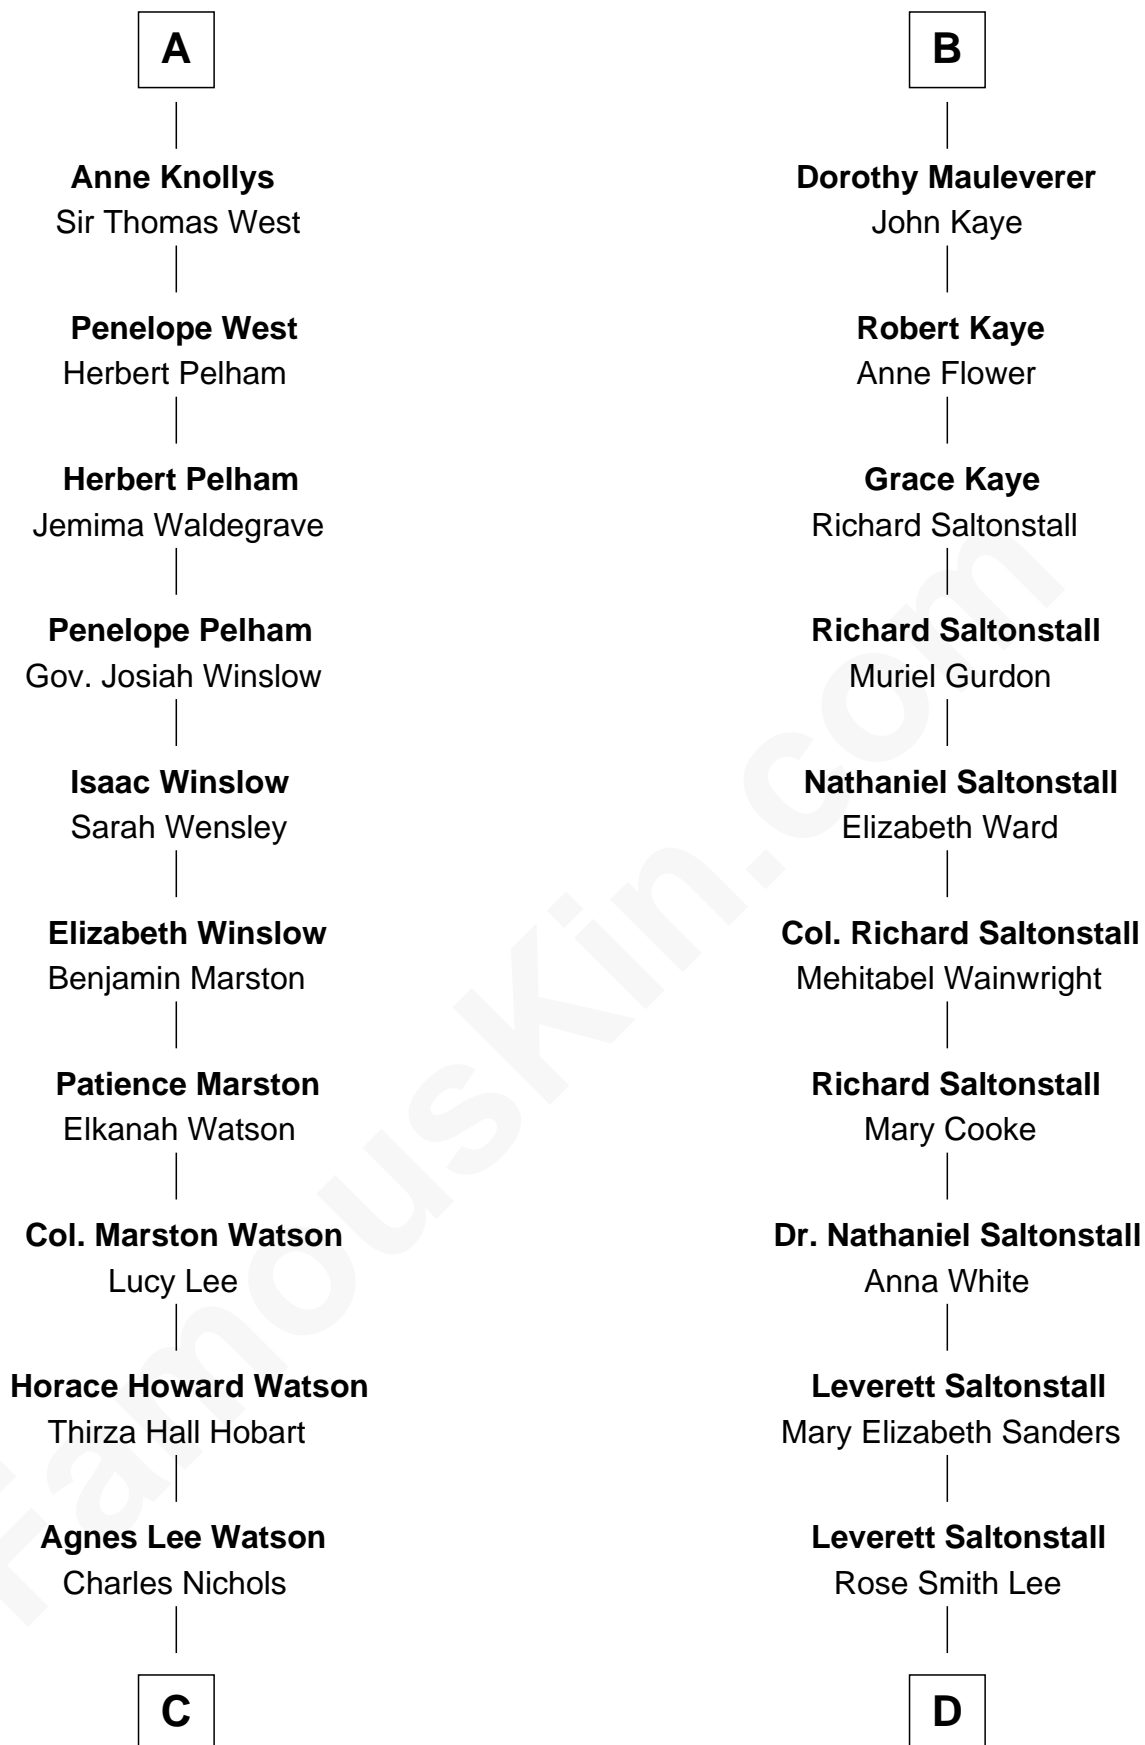 A
Anne Knollys
Sir Thomas West
Penelope West
Herbert Pelham
Herbert Pelham
Jemima Waldegrave
Penelope Pelham
Gov. Josiah Winslow
Isaac Winslow
Sarah Wensley
Elizabeth Winslow
Benjamin Marston
Patience Marston
Elkanah Watson
Col. Marston Watson
Lucy Lee
Horace Howard Watson
Thirza Hall Hobart
Agnes Lee Watson
Charles Nichols
C
B
Dorothy Mauleverer
John Kaye
Robert Kaye
Anne Flower
Grace Kaye
Richard Saltonstall
Richard Saltonstall
Muriel Gurdon
Nathaniel Saltonstall
Elizabeth Ward
Col. Richard Saltonstall
Mehitabel Wainwright
Richard Saltonstall
Mary Cooke
Dr. Nathaniel Saltonstall
Anna White
Leverett Saltonstall
Mary Elizabeth Sanders
Leverett Saltonstall
Rose Smith Lee
D
FamousKin.com